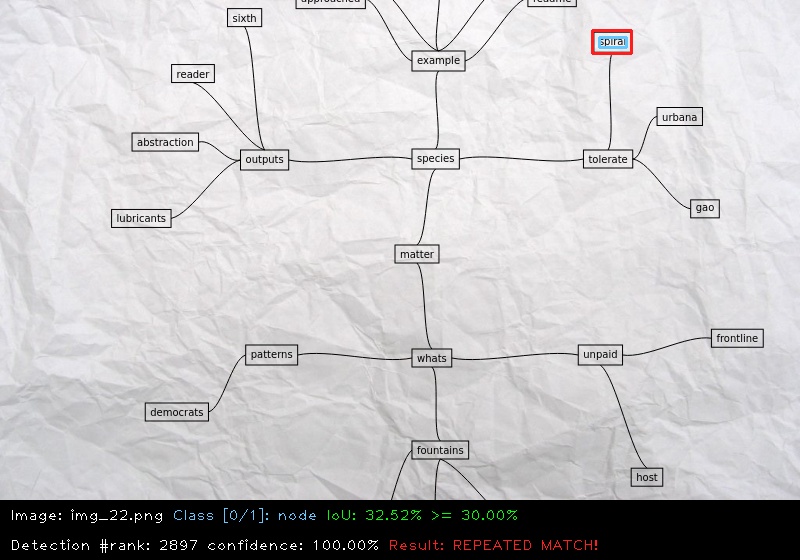 approached
resume
sixth
example
spiral
reader
urbana
abstraction
outputs
species
tolerate
lubricants
gao
matter
frontline
patterns
whats
unpaid
democrats
fountains
host
Image: img_22.png Class [0/1]: node IoU: 32.52% >= 30.00%
Detection #rank: 2897 confidence: 100.00% Result: REPEATED MATCH!